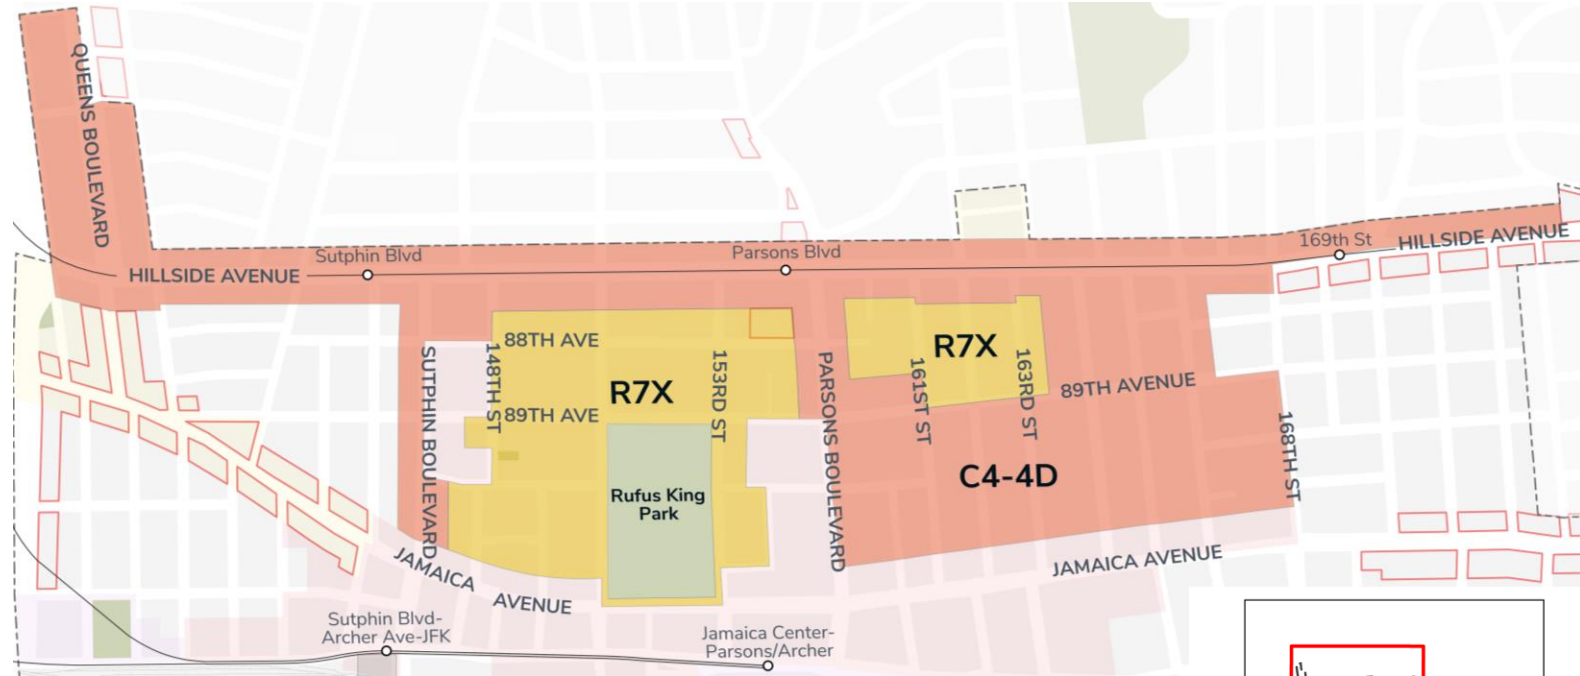 QUEENS BOULEVARD
Sutphin Blvd
Parsons Blvd
169th St
HILLSIDE AVENUE
HILLSIDE AVENUE
88TH AVE
148TH ST
R7X
153RD ST
89TH AVE
SUTPHIN BOULEVARD
PARSONS BOULEVARD
R7X
161ST ST
163RD ST
89TH AVENUE
168TH ST
C4-4D
Rufus King
Park
JAMAICA AVENUE
JAMAICA AVENUE
Sutphin Blvd-
Archer Ave-JFK
Jamaica Center-
Parsons/Archer